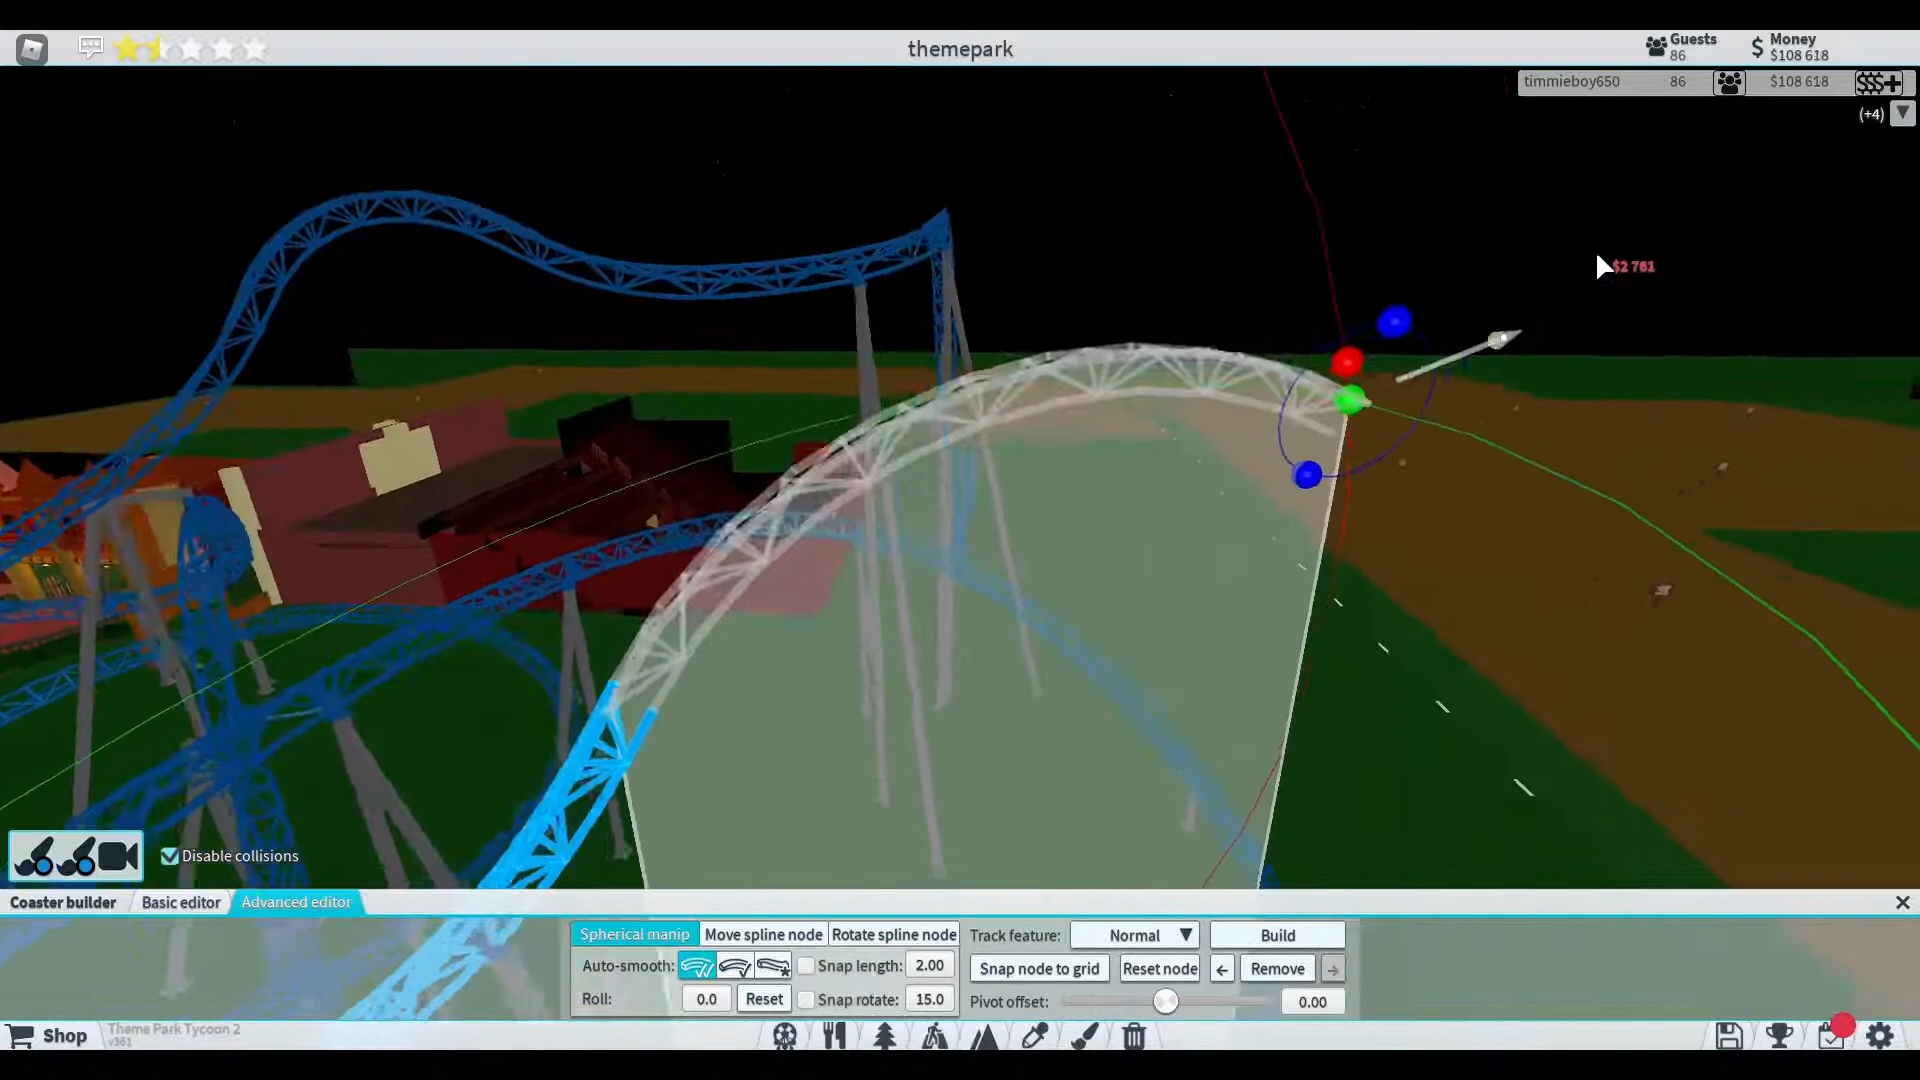 themepark
Guests
86
Money
$108 618
timmieboy650 86 $108 618
$$$+
(+4)
$2 761
Disable collisions
Coaster builder Basic editor Advanced editor
Spherical manip Move spline node Rotate spline node Track feature: Normal Build
Auto-smooth: Snap length: 2.00 Snap node to grid Reset node Remove
Roll: 0.0 Reset Snap rotate: 15.0 Pivot offset: 0.00
Shop
Theme Park Tycoon 2
v361